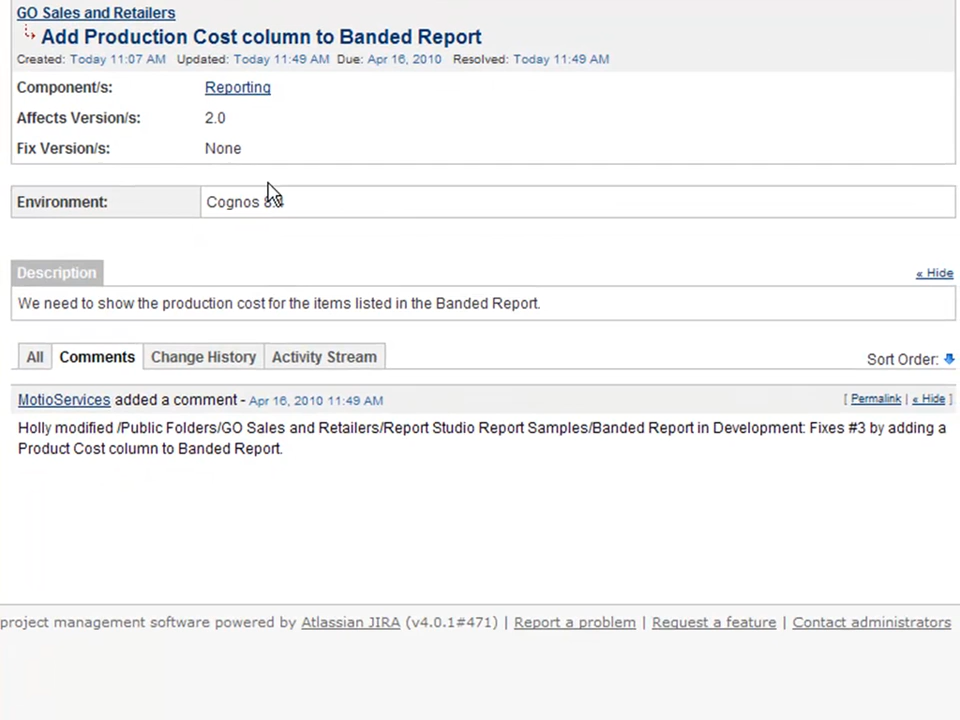 GO Sales and Retailers
Add Production Cost column to Banded Report
Created: Today 11:07 AM Updated: Today 11:49 AM Due: Apr 16, 2010 Resolved: Today 11:49 AM
Component/s: Reporting
Affects Version/s: 2.0
Fix Version/s: None
Environment: Cognos
Description « Hide
We need to show the production cost for the items listed in the Banded Report.
All Comments Change History Activity Stream Sort Order:
MotioServices added a comment - Apr 16, 2010 11:49 AM [ Permalink | « Hide ]
Holly modified /Public Folders/GO Sales and Retailers/Report Studio Report Samples/Banded Report in Development: Fixes #3 by adding a
Product Cost column to Banded Report.
project management software powered by Atlassian JIRA (v4.0.1#471) | Report a problem | Request a feature | Contact administrators